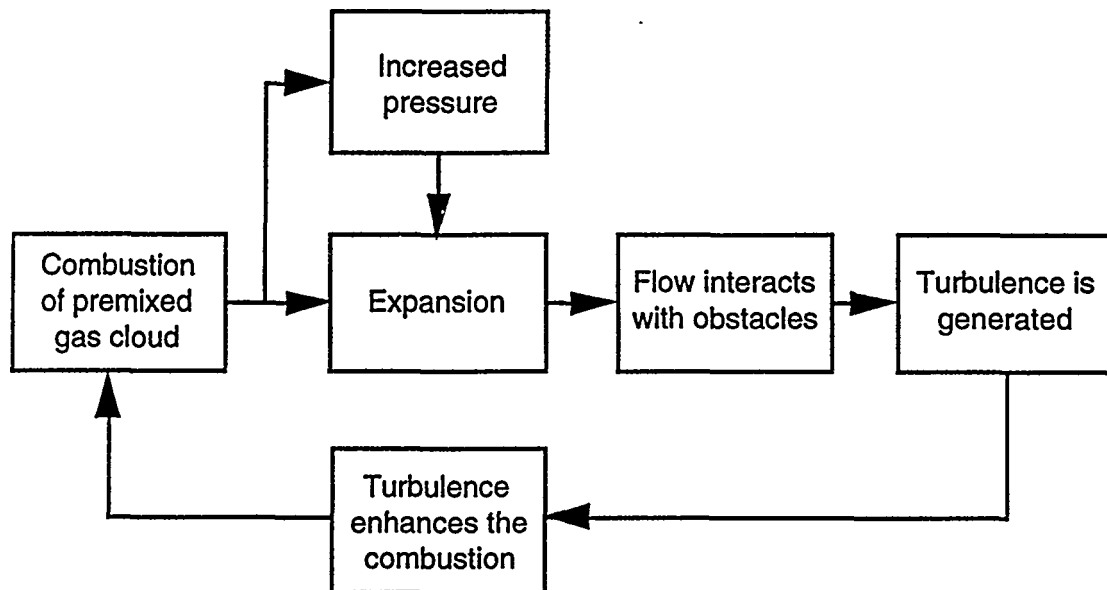 Increased
pressure
Combustion
of premixed
gas cloud
Expansion
Flow interacts
with obstacles
Turbulence is
generated
Turbulence
enhances the
combustion